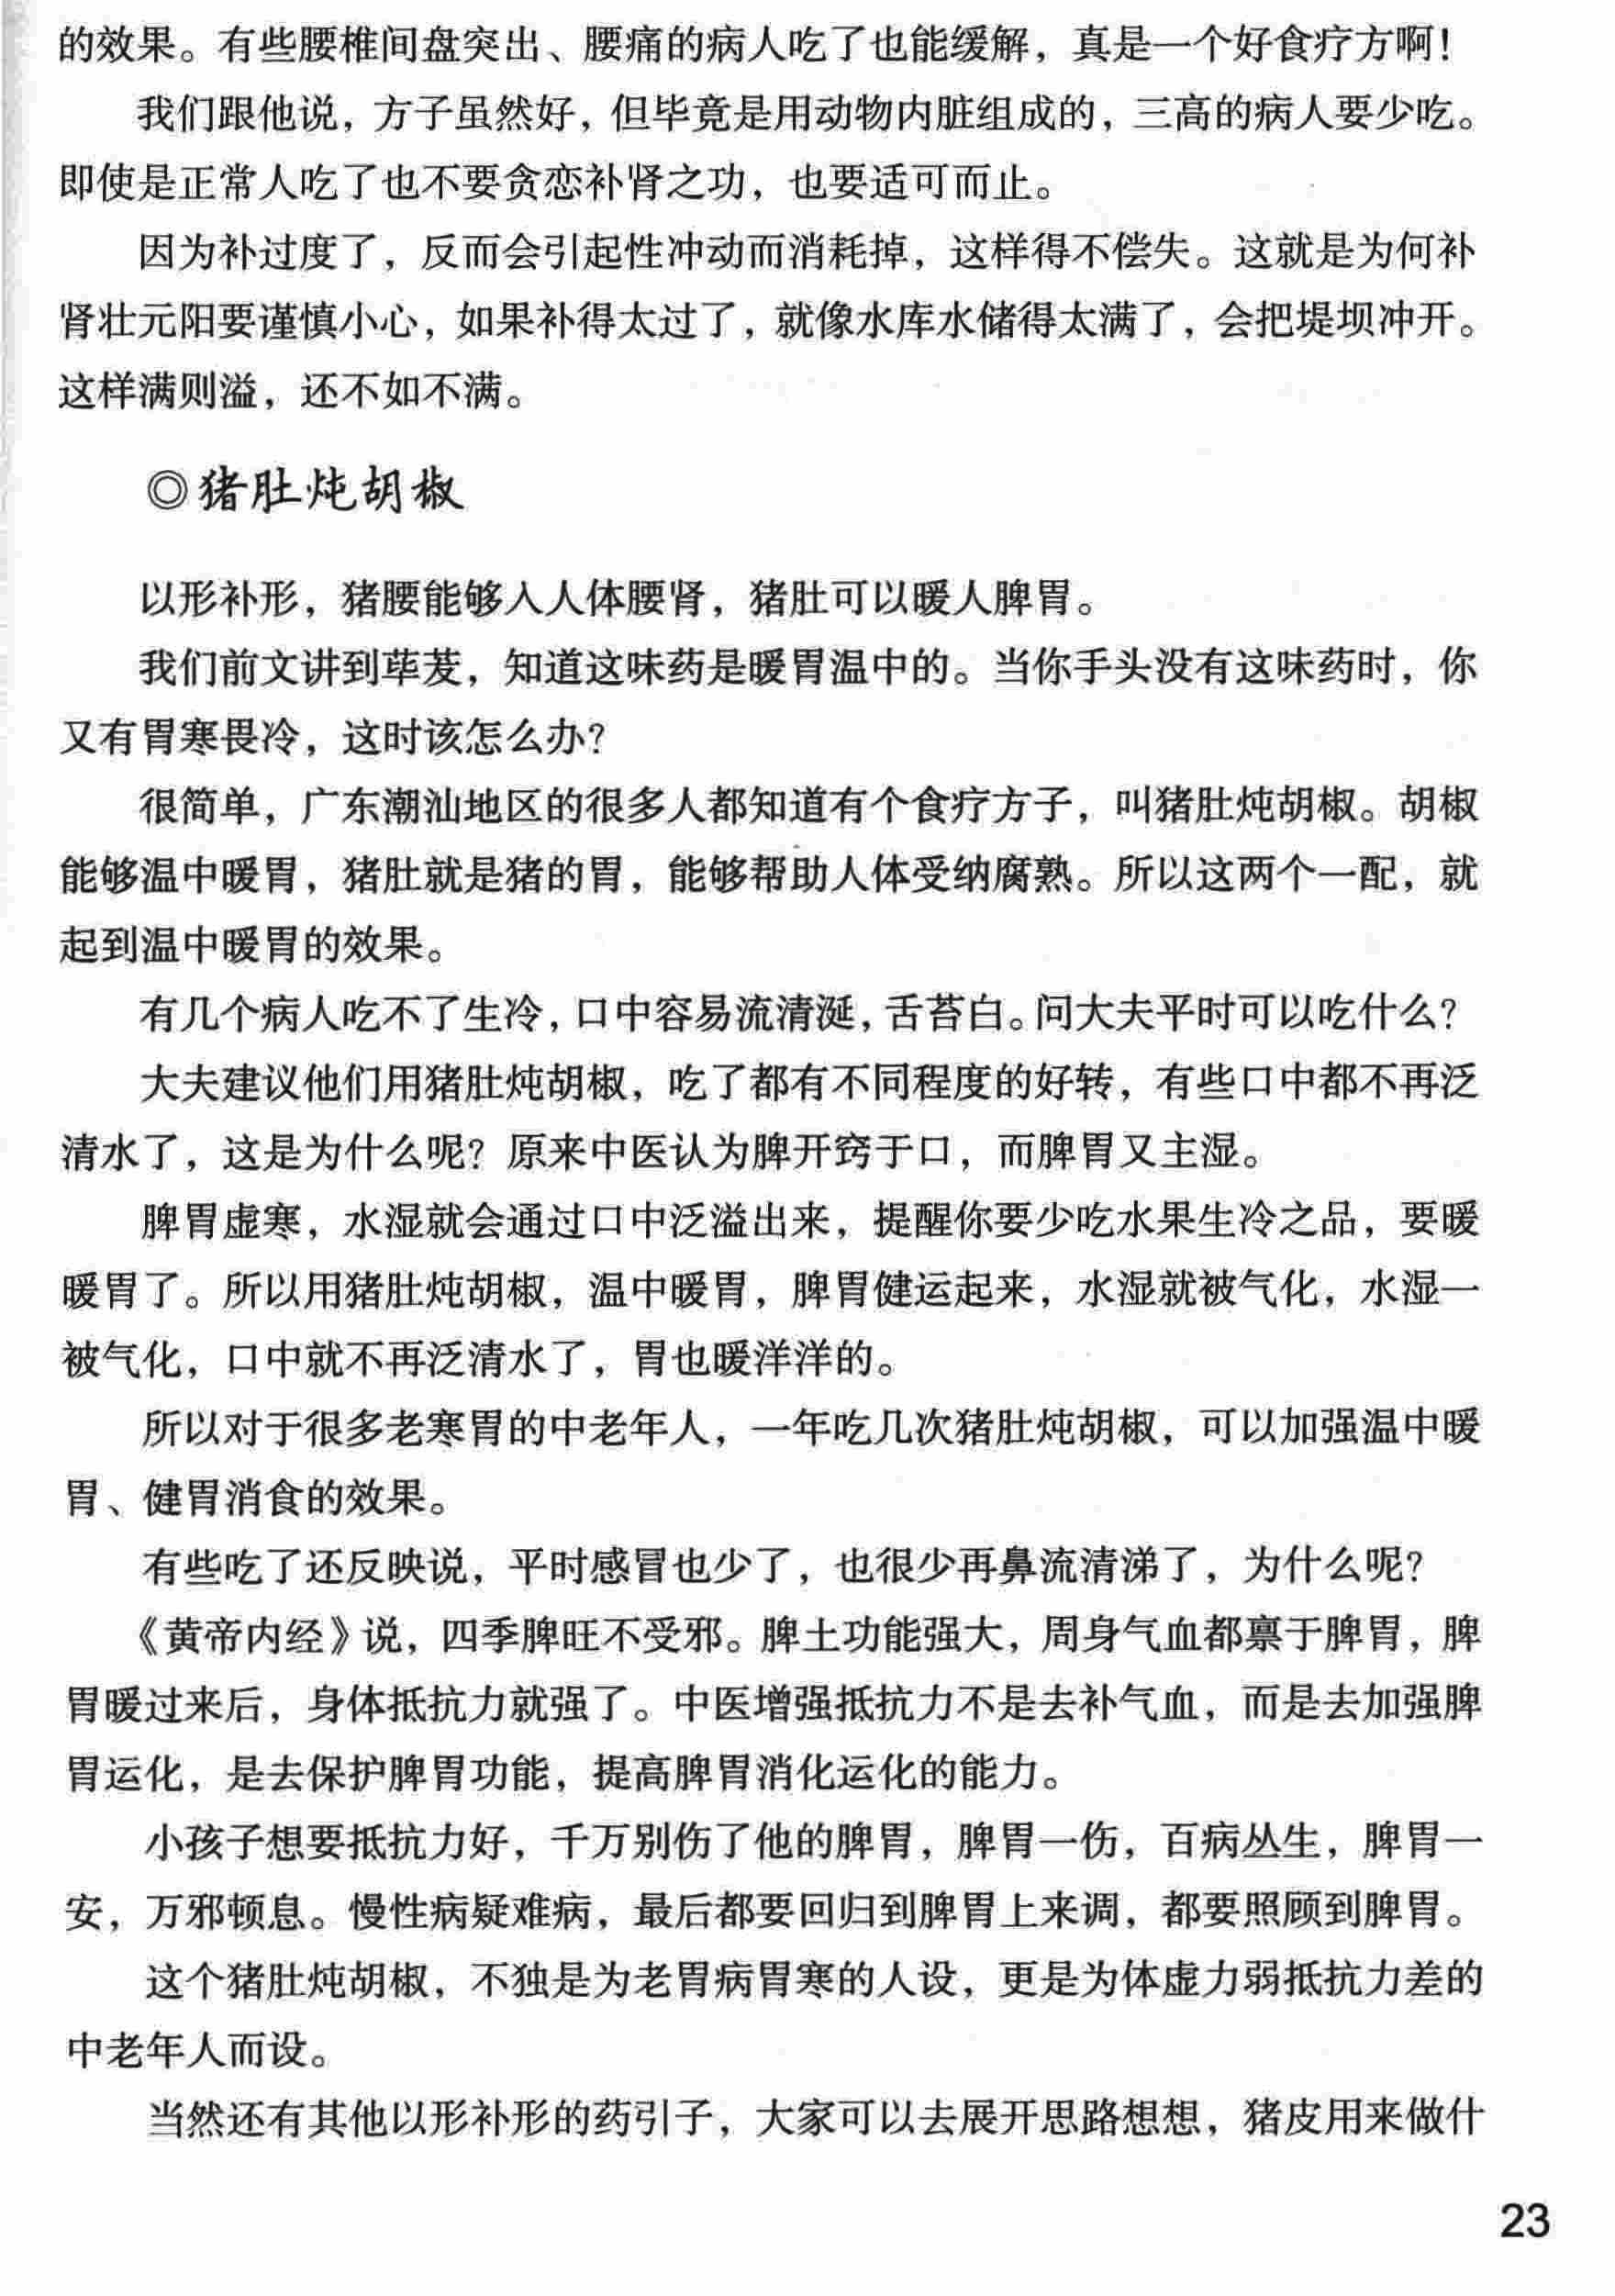 的效果。有些腰椎间盘突出、腰痛的病人吃了也能缓解，真是一个好食疗方啊！
我们跟他说，方子虽然好，但毕竟是用动物内脏组成的，三高的病人要少吃。
即使是正常人吃了也不要贪恋补肾之功，也要适可而止。
因为补过度了，反而会引起性冲动而消耗掉，这样得不偿失。这就是为何补
肾壮元阳要谨慎小心，如果补得太过了，就像水库水储得太满了，会把堤坝冲开。
这样满则溢，还不如不满。
◎猪肚炖胡椒
以形补形，猪腰能够入人体腰肾，猪肚可以暖人脾胃。
我们前文讲到荜茇，知道这味药是暖胃温中的。当你手头没有这味药时，你
又有胃寒畏冷，这时该怎么办？
很简单，广东潮汕地区的很多人都知道有个食疗方子，叫猪肚炖胡椒。胡椒
能够温中暖胃，猪肚就是猪的胃，能够帮助人体受纳腐熟。所以这两个一配，就
起到温中暖胃的效果。
有几个病人吃不了生冷，口中容易流清涎，舌苔白。问大夫平时可以吃什么？
大夫建议他们用猪肚炖胡椒，吃了都有不同程度的好转，有些口中都不再泛
清水了，这是为什么呢？原来中医认为脾开窍于口，而脾胃又主湿。
脾胃虚寒，水湿就会通过口中泛溢出来，提醒你要少吃水果生冷之品，要暖
暖胃了。所以用猪肚炖胡椒，温中暖胃，脾胃健运起来，水湿就被气化，水湿一
被气化，口中就不再泛清水了，胃也暖洋洋的。
所以对于很多老寒胃的中老年人，一年吃几次猪肚炖胡椒，可以加强温中暖
胃、健胃消食的效果。
有些吃了还反映说，平时感冒也少了，也很少再鼻流清涕了，为什么呢？
《黄帝内经》说，四季脾旺不受邪。脾土功能强大，周身气血都禀于脾胃，脾
胃暖过来后，身体抵抗力就强了。中医增强抵抗力不是去补气血，而是去加强脾
胃运化，是去保护脾胃功能，提高脾胃消化运化的能力。
小孩子想要抵抗力好，千万别伤了他的脾胃，脾胃一伤，百病丛生，脾胃一
安，万邪顿息。慢性病疑难病，最后都要回归到脾胃上来调，都要照顾到脾胃。
这个猪肚炖胡椒，不独是为老胃病胃寒的人设，更是为体虚力弱抵抗力差的
中老年人而设。
当然还有其他以形补形的药引子，大家可以去展开思路想想，猪皮用来做什
23